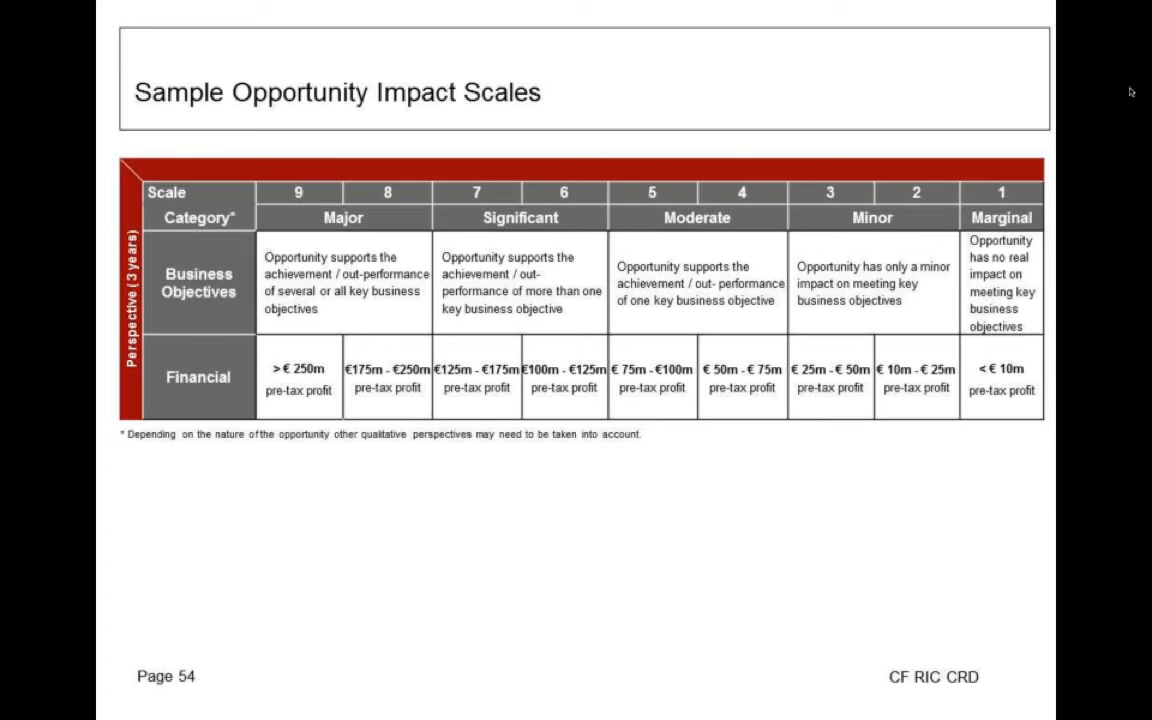 Sample Opportunity Impact Scales
Scale 9 8 7 6 5 4 3 2 1
Category* Major Significant Moderate Minor Marginal
Perspective ( 3 years)
Business
Objectives
Opportunity supports the
achievement / out-performance
of several or all key business
objectives
Opportunity supports the
achievement / out-
performance of more than one
key business objective
Opportunity supports the
achievement / out- performance
of one key business objective
Opportunity has only a minor
impact on meeting key
business objectives
Opportunity
has no real
impact on
meeting key
business
objectives
Financial
> € 250m
pre-tax profit
€175m - €250m
pre-tax profit
€125m - €175m
pre-tax profit
€100m - €125m
pre-tax profit
€ 75m - €100m
pre-tax profit
€ 50m - € 75m
pre-tax profit
€ 25m - € 50m
pre-tax profit
€ 10m - € 25m
pre-tax profit
< € 10m
pre-tax profit
* Depending on the nature of the opportunity other qualitative perspectives may need to be taken into account.
Page 54
CF RIC CRD